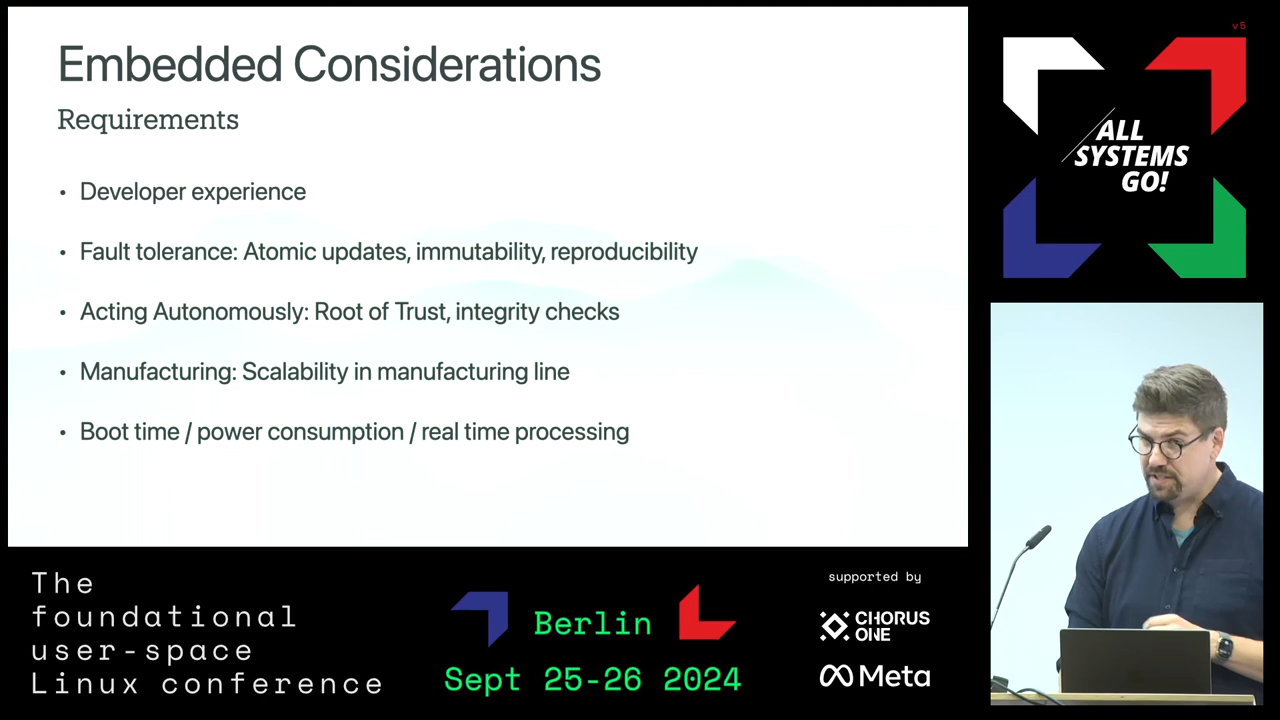 Embedded Considerations
Requirements
• Developer experience
• Fault tolerance: Atomic updates, immutability, reproducibility
• Acting Autonomously: Root of Trust, integrity checks
• Manufacturing: Scalability in manufacturing line
• Boot time / power consumption / real time processing
v5
ALL
SYSTEMS
GO!
The
foundational
user-space
Linux conference
Berlin
Sept 25-26 2024
supported by
CHORUS
ONE
Meta